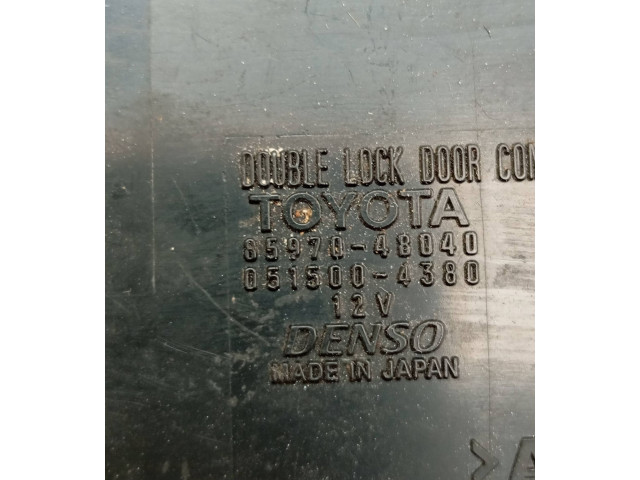 DOUBLE LOCK DOOR CON
TOYOTA
85970-48040
051500-4380
12V
DENSO
MADE IN JAPAN
>A